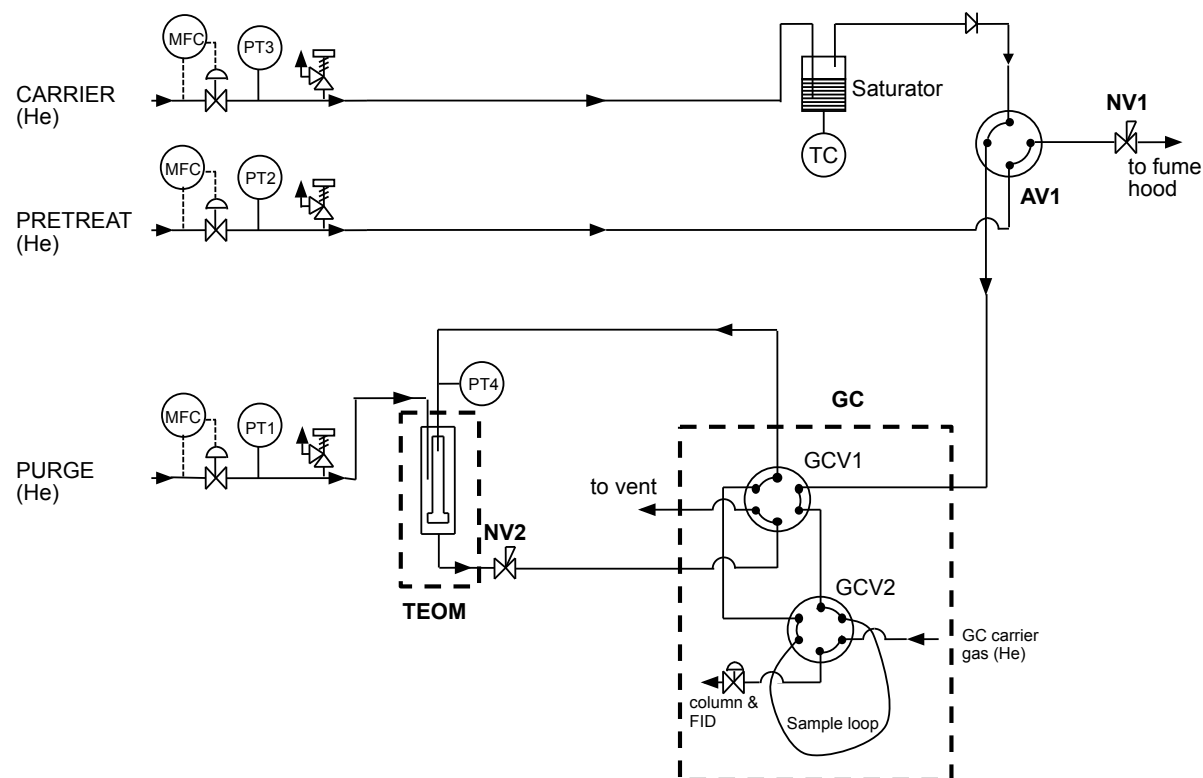 MFC
PT3
CARRIER
(He)
Saturator
TC
NV1
to fume
hood
AV1
MFC
PT2
PRETREAT
(He)
PT4
GC
MFC
PT1
PURGE
(He)
GCV1
to vent
NV2
TEOM
GCV2
GC carrier
gas (He)
column &
FID
Sample loop